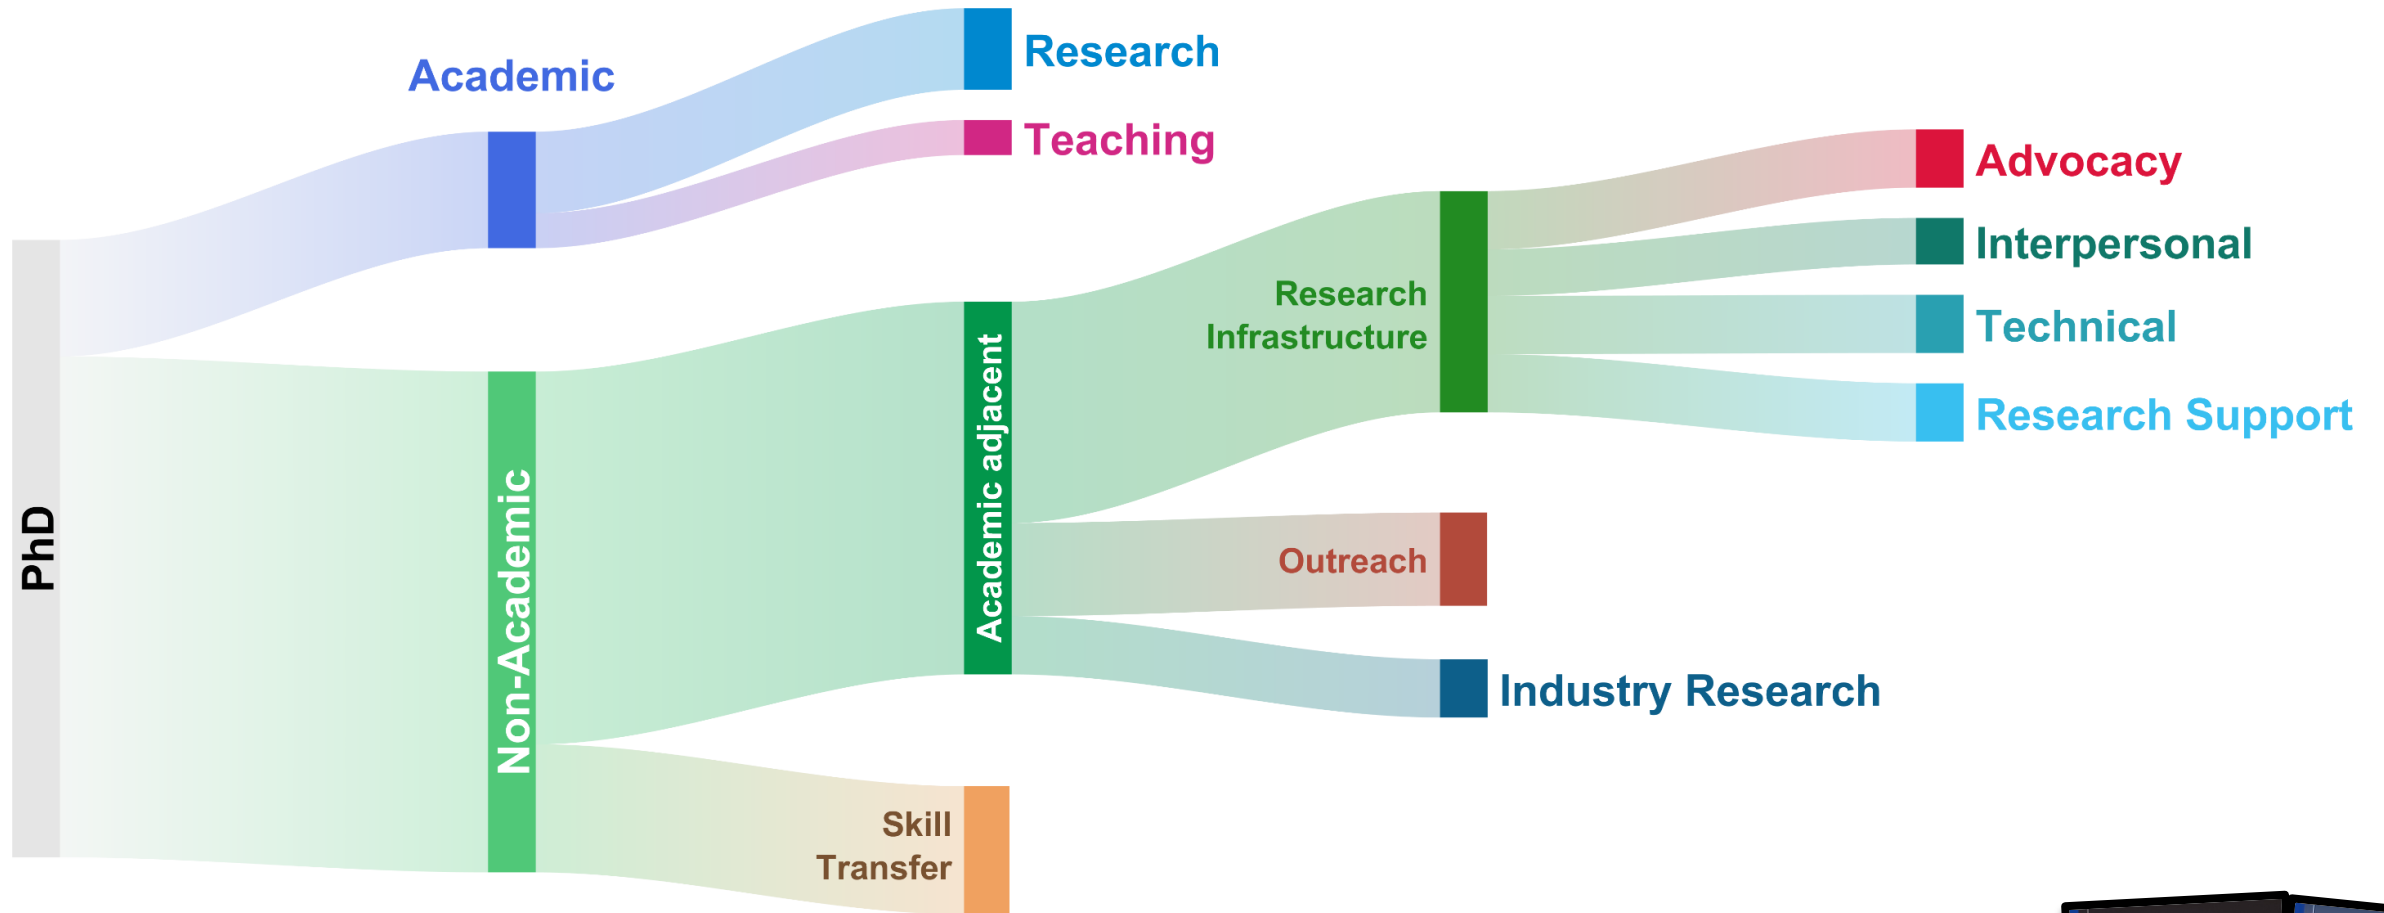 PhD
Academic
Non-Academic
Research
Teaching
Academic adjacent
Skill
Transfer
Research
Infrastructure
Outreach
Industry Research
Advocacy
Interpersonal
Technical
Research Support